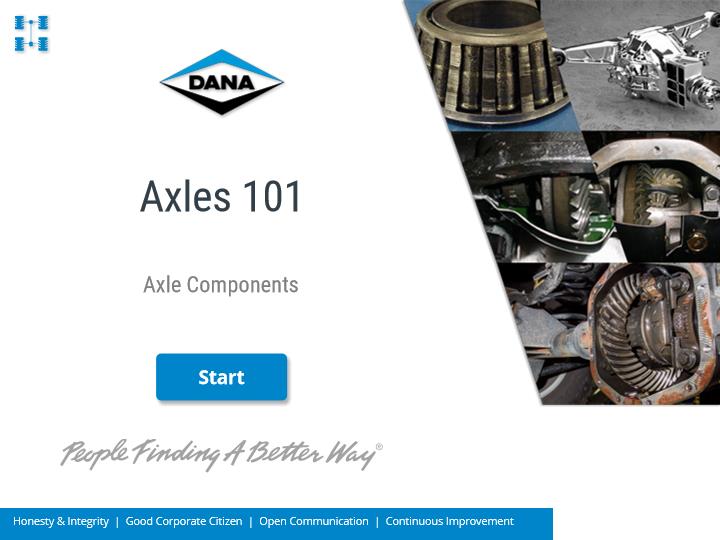 DANA
Axles 101
Axle Components
Start
People Finding A Better Way®
Honesty & Integrity | Good Corporate Citizen | Open Communication | Continuous Improvement